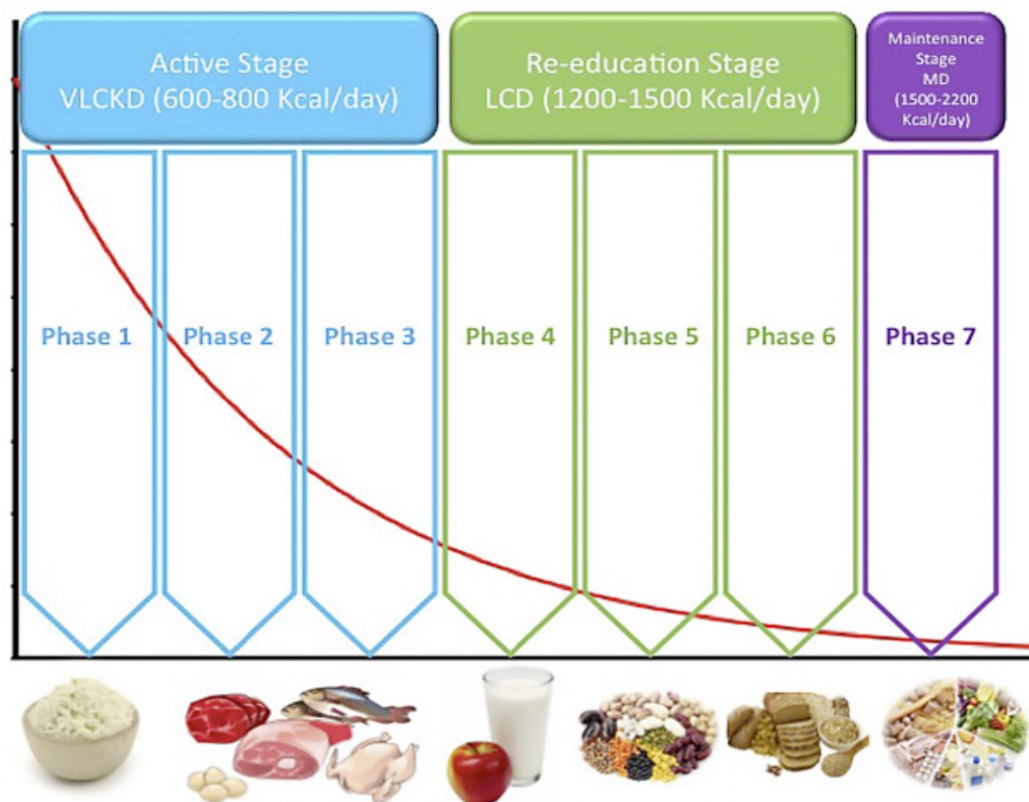 Active Stage
VLCKD (600-800 Kcal/day)
Re-education Stage
LCD (1200-1500 Kcal/day)
Maintenance
Stage
MD
(1500-2200
Kcal/day)
Phase 1
Phase 2
Phase 3
Phase 4
Phase 5
Phase 6
Phase 7